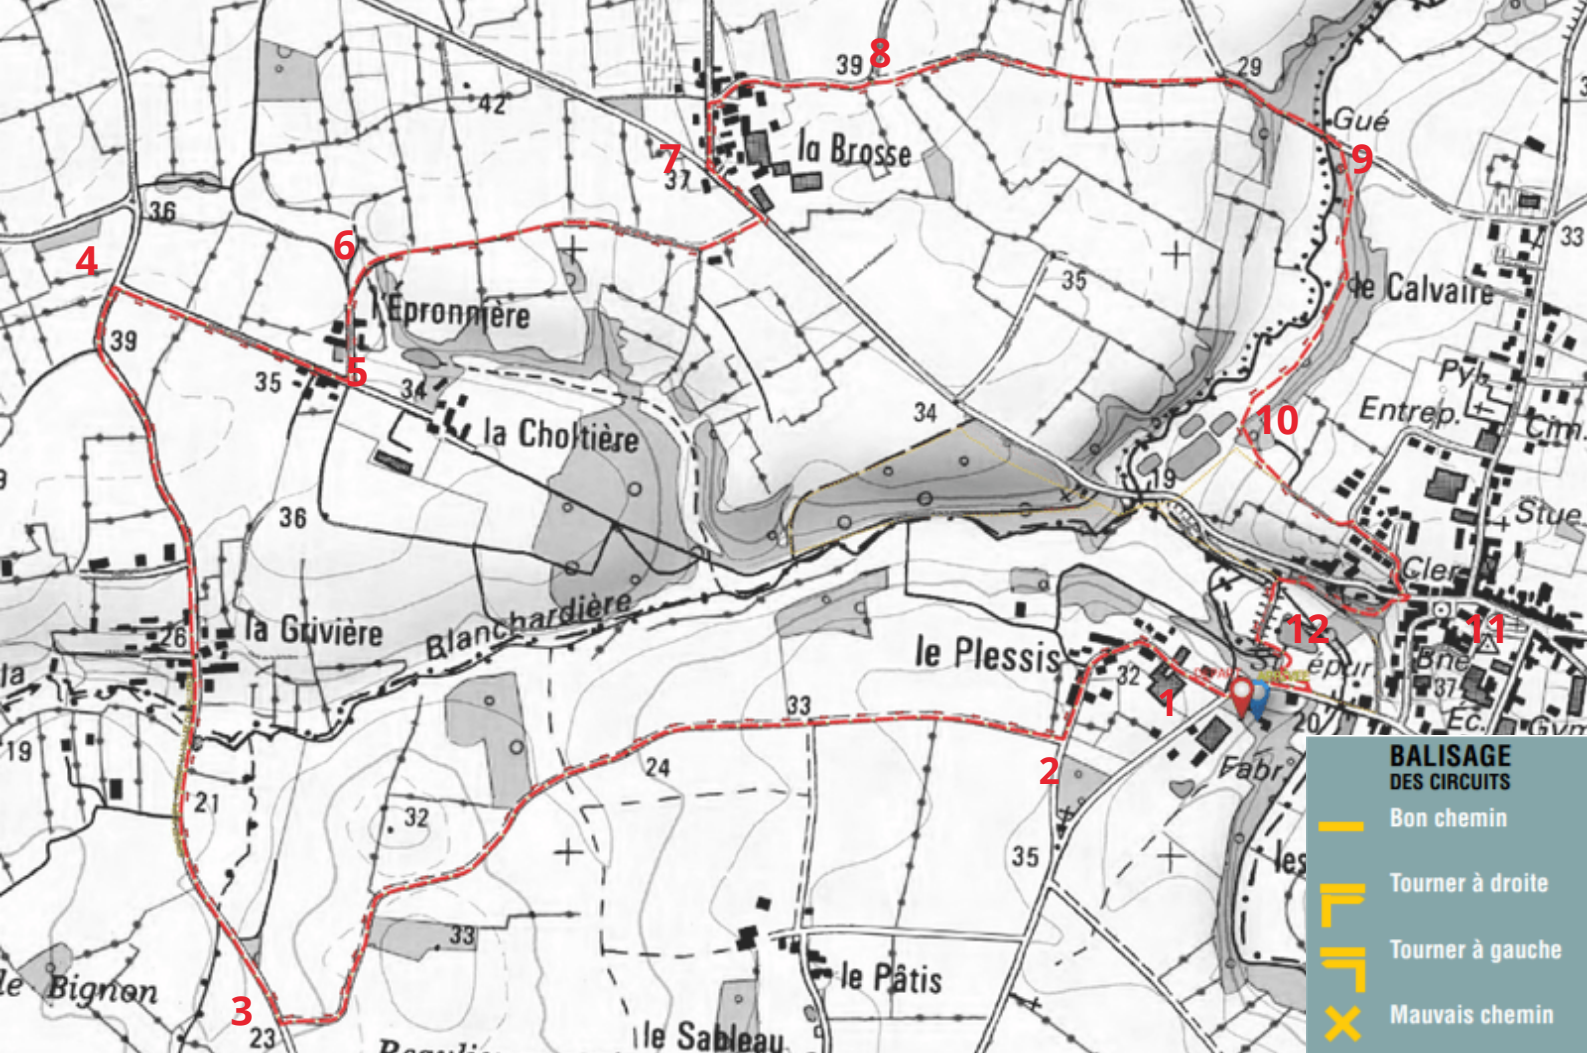 8
39
29
42
Gué
7
la Brosse
9
37
36
33
4
6
35
le Calvaire
l'Épronnière
39
5
35
34
34
Pyl.
Entrep.
10
Cim.
la Choltière
19
36
Stue
Cler
Blanchardière
26
la Grivière
12
11
le Plessis
32
épur
Bne
la
1
37
33
20
Ec.
Gym
19
2
24
Fabr.
21
32
35
les
33
le Pâtis
le Bignon
3
23
le Sableau
BALISAGE
DES CIRCUITS
Bon chemin
Tourner à droite
Tourner à gauche
Mauvais chemin